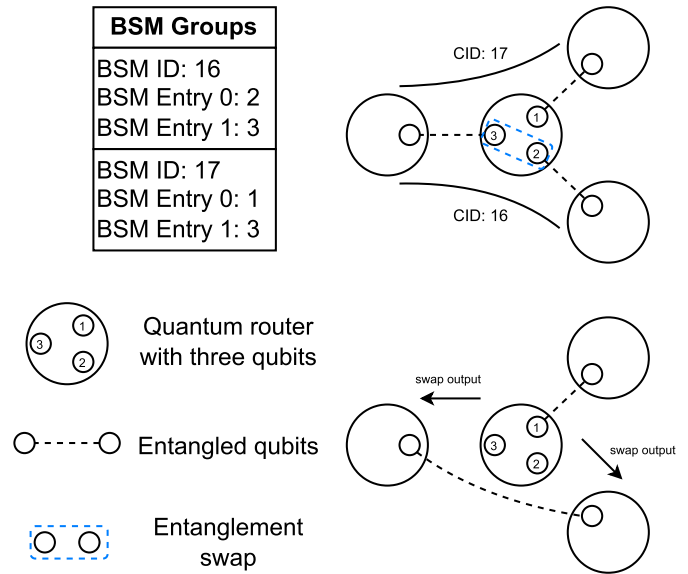 BSM Groups
BSM ID: 16
BSM Entry 0: 2
BSM Entry 1: 3
BSM ID: 17
BSM Entry 0: 1
BSM Entry 1: 3
CID: 17
1
3
2
CID: 16
1
3
2
Quantum router
with three qubits
Entangled qubits
Entanglement
swap
swap output
1
3
2
swap output